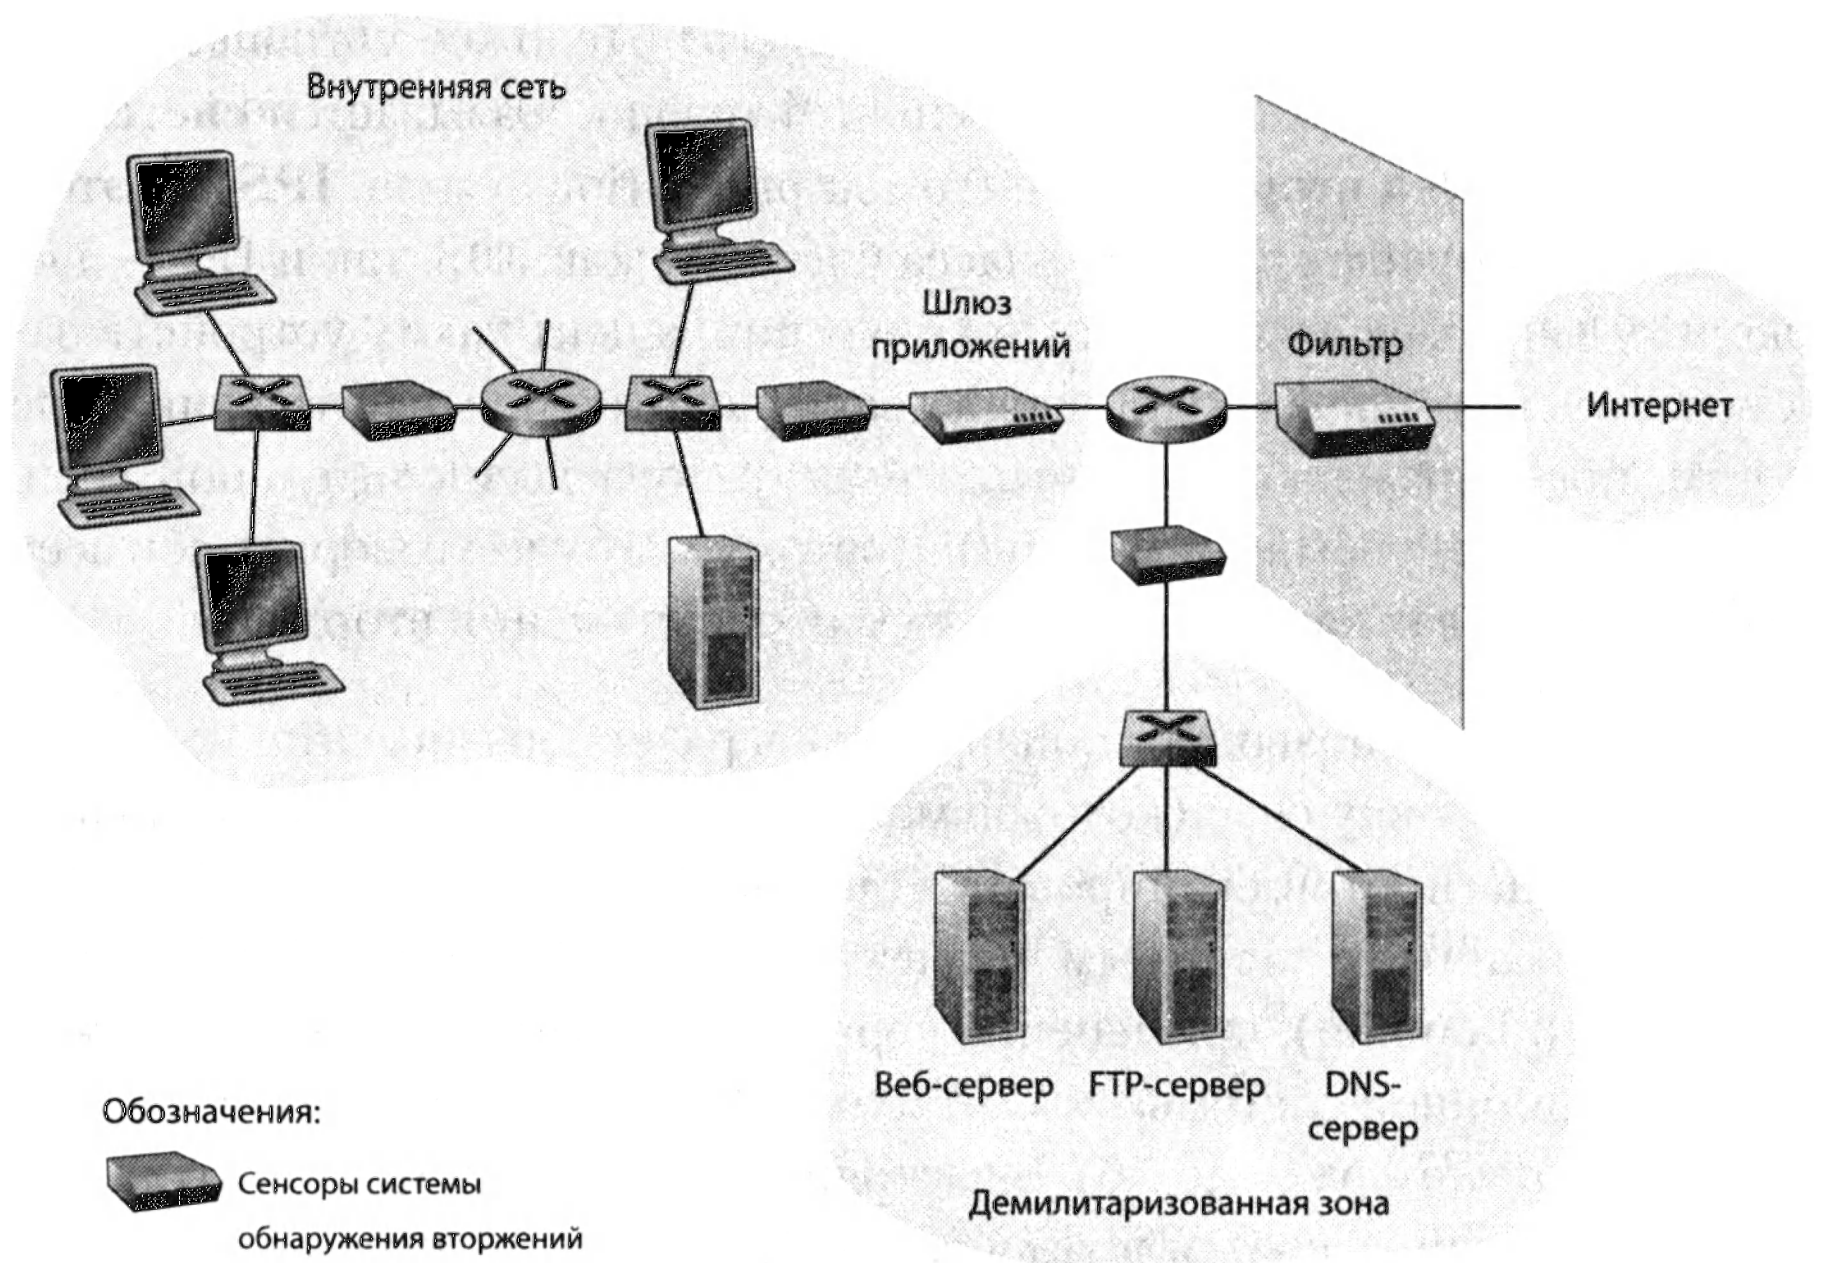 Внутренняя сеть
Шлюз
приложений
Фильтр
Интернет
Веб-сервер
FTP-сервер
DNS-
сервер
Демилитаризованная зона
Обозначения:
Сенсоры системы
обнаружения вторжений